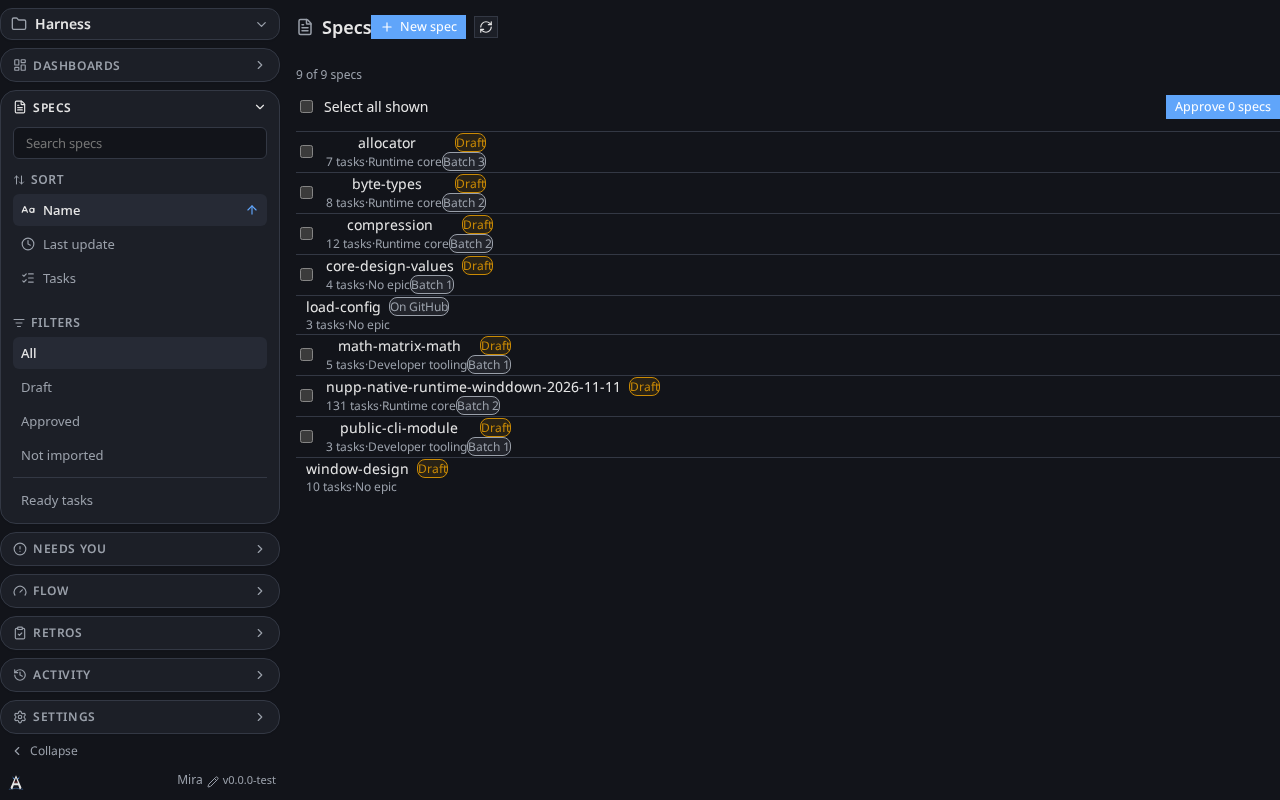 Harness
DASHBOARDS
SPECS
Search specs
SORT
Aa Name
Last update
Tasks
FILTERS
All
Draft
Approved
Not imported
Ready tasks
NEEDS YOU
FLOW
RETROS
ACTIVITY
SETTINGS
Collapse
A
Mira v0.0.0-test
Specs
New spec
9 of 9 specs
Select all shown
Approve 0 specs
allocator Draft
7 tasks·Runtime core Batch 3
byte-types Draft
8 tasks·Runtime core Batch 2
compression Draft
12 tasks·Runtime core Batch 2
core-design-values Draft
4 tasks·No epic Batch 1
load-config On GitHub
3 tasks·No epic
math-matrix-math Draft
5 tasks·Developer tooling Batch 1
nupp-native-runtime-winddown-2026-11-11 Draft
131 tasks·Runtime core Batch 2
public-cli-module Draft
3 tasks·Developer tooling Batch 1
window-design Draft
10 tasks·No epic